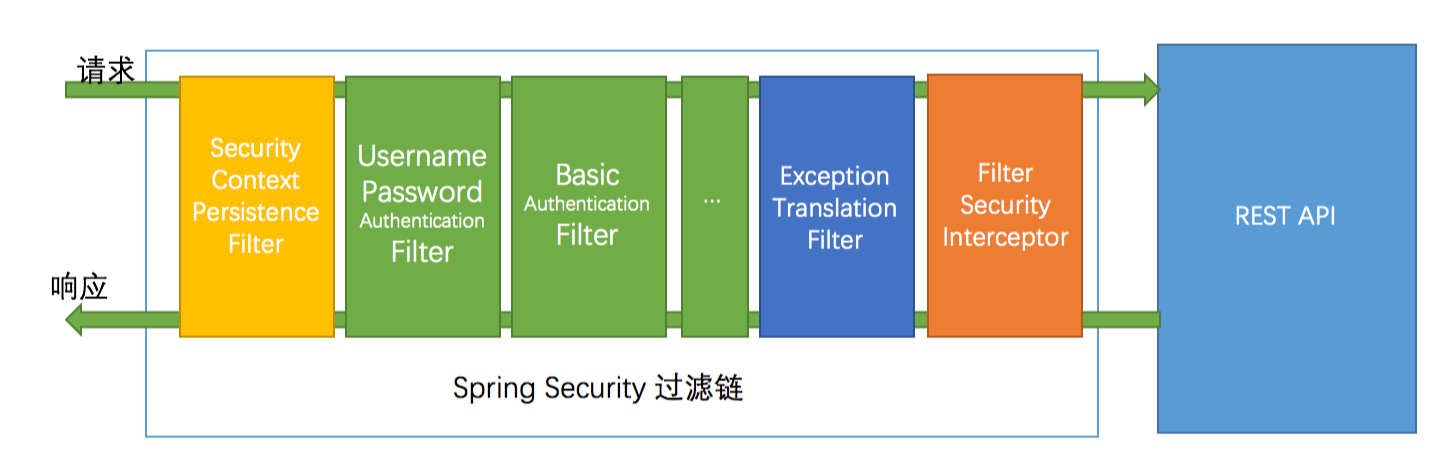 请求
Security
Context
Persistence
Filter
Username
Password
Authentication
Filter
Basic
Authentication
Filter
...
Exception
Translation
Filter
Filter
Security
Interceptor
REST API
响应
Spring Security 过滤链